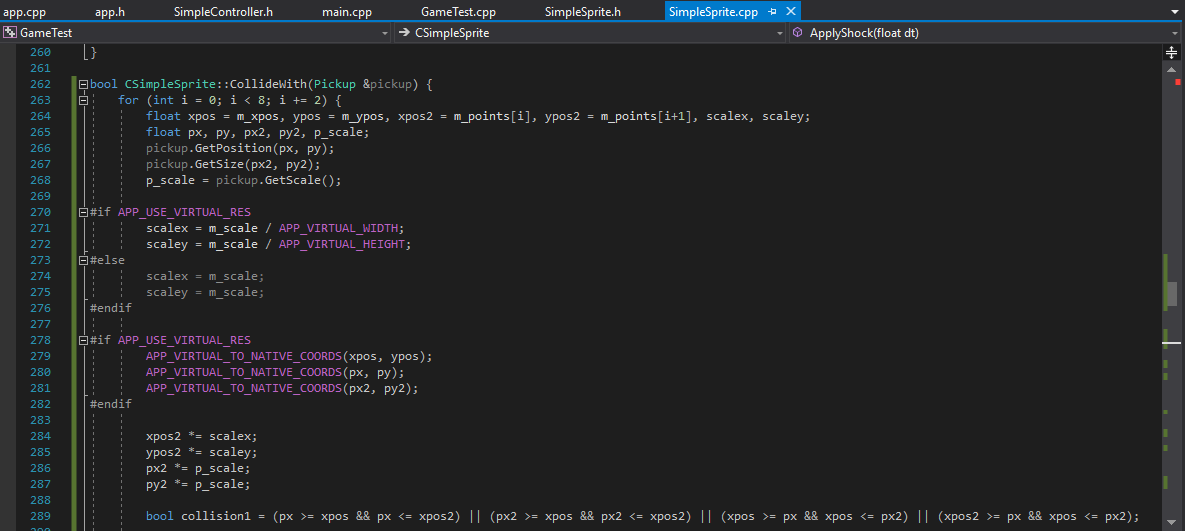 app.cpp app.h SimpleController.h main.cpp GameTest.cpp SimpleSprite.h SimpleSprite.cpp
GameTest CSimpleSprite ApplyShock(float dt)
260 }
261
262 bool CSimpleSprite::CollideWith(Pickup &pickup) {
263 for (int i = 0; i < 8; i += 2) {
264 float xpos = m_xpos, ypos = m_ypos, xpos2 = m_points[i], ypos2 = m_points[i+1], scalex, scaley;
265 float px, py, px2, py2, p_scale;
266 pickup.GetPosition(px, py);
267 pickup.GetSize(px2, py2);
268 p_scale = pickup.GetScale();
269
270 #if APP_USE_VIRTUAL_RES
271 scalex = m_scale / APP_VIRTUAL_WIDTH;
272 scaley = m_scale / APP_VIRTUAL_HEIGHT;
273 #else
274 scalex = m_scale;
275 scaley = m_scale;
276 #endif
277
278 #if APP_USE_VIRTUAL_RES
279 APP_VIRTUAL_TO_NATIVE_COORDS(xpos, ypos);
280 APP_VIRTUAL_TO_NATIVE_COORDS(px, py);
281 APP_VIRTUAL_TO_NATIVE_COORDS(px2, py2);
282 #endif
283
284 xpos2 *= scalex;
285 ypos2 *= scaley;
286 px2 *= p_scale;
287 py2 *= p_scale;
288
289 bool collision1 = (px >= xpos && px <= xpos2) || (px2 >= xpos && px2 <= xpos2) || (xpos >= px && xpos <= px2) || (xpos2 >= px && xpos <= px2);